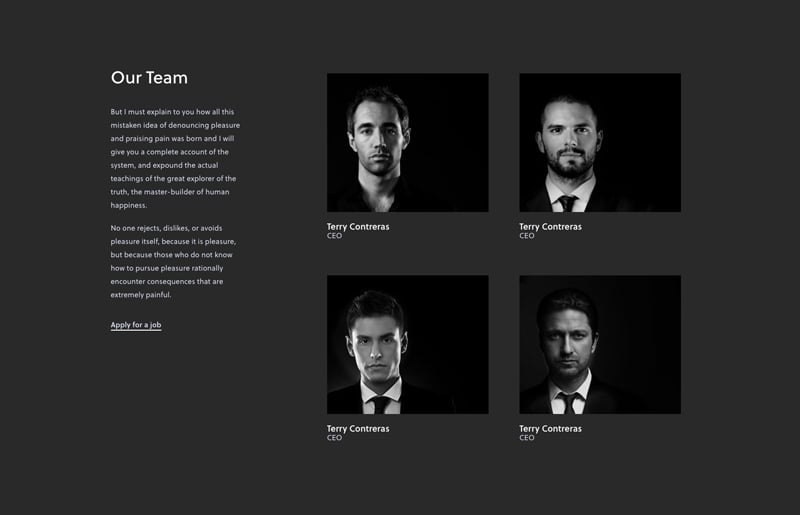 Our Team
But I must explain to you how all this
mistaken idea of denouncing pleasure
and praising pain was born and I will
give you a complete account of the
system, and expound the actual
teachings of the great explorer of the
truth, the master-builder of human
happiness.
No one rejects, dislikes, or avoids
pleasure itself, because it is pleasure,
but because those who do not know
how to pursue pleasure rationally
encounter consequences that are
extremely painful.
Apply for a job
Terry Contreras
CEO
Terry Contreras
CEO
Terry Contreras
CEO
Terry Contreras
CEO